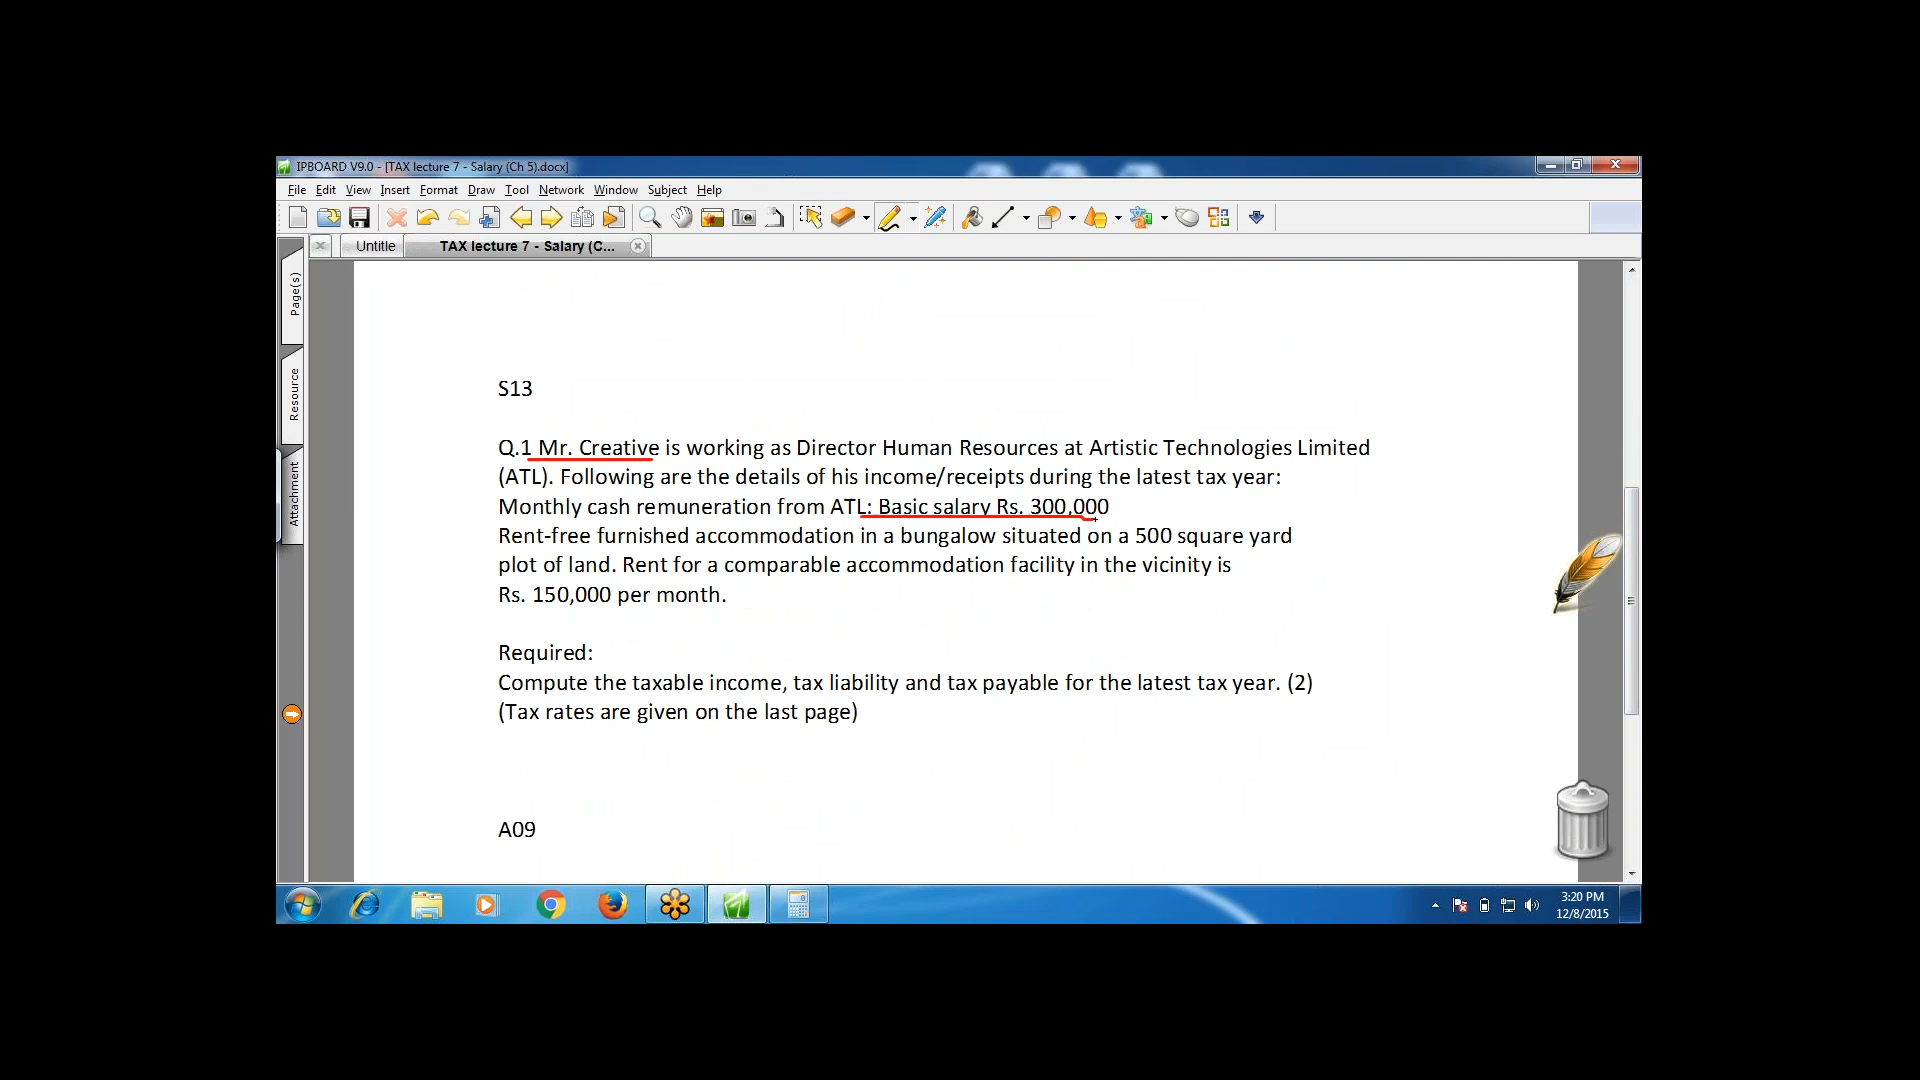 IPBOARD V9.0 - [TAX lecture 7 - Salary (Ch 5).docx]
File Edit View Insert Format Draw Tool Network Window Subject Help
Untitle TAX lecture 7 - Salary (C...
Page(s)
Resource
Attachment
S13
Q.1 Mr. Creative is working as Director Human Resources at Artistic Technologies Limited
(ATL). Following are the details of his income/receipts during the latest tax year:
Monthly cash remuneration from ATL: Basic salary Rs. 300,000
Rent-free furnished accommodation in a bungalow situated on a 500 square yard
plot of land. Rent for a comparable accommodation facility in the vicinity is
Rs. 150,000 per month.
Required:
Compute the taxable income, tax liability and tax payable for the latest tax year. (2)
(Tax rates are given on the last page)
A09
3:20 PM
12/8/2015